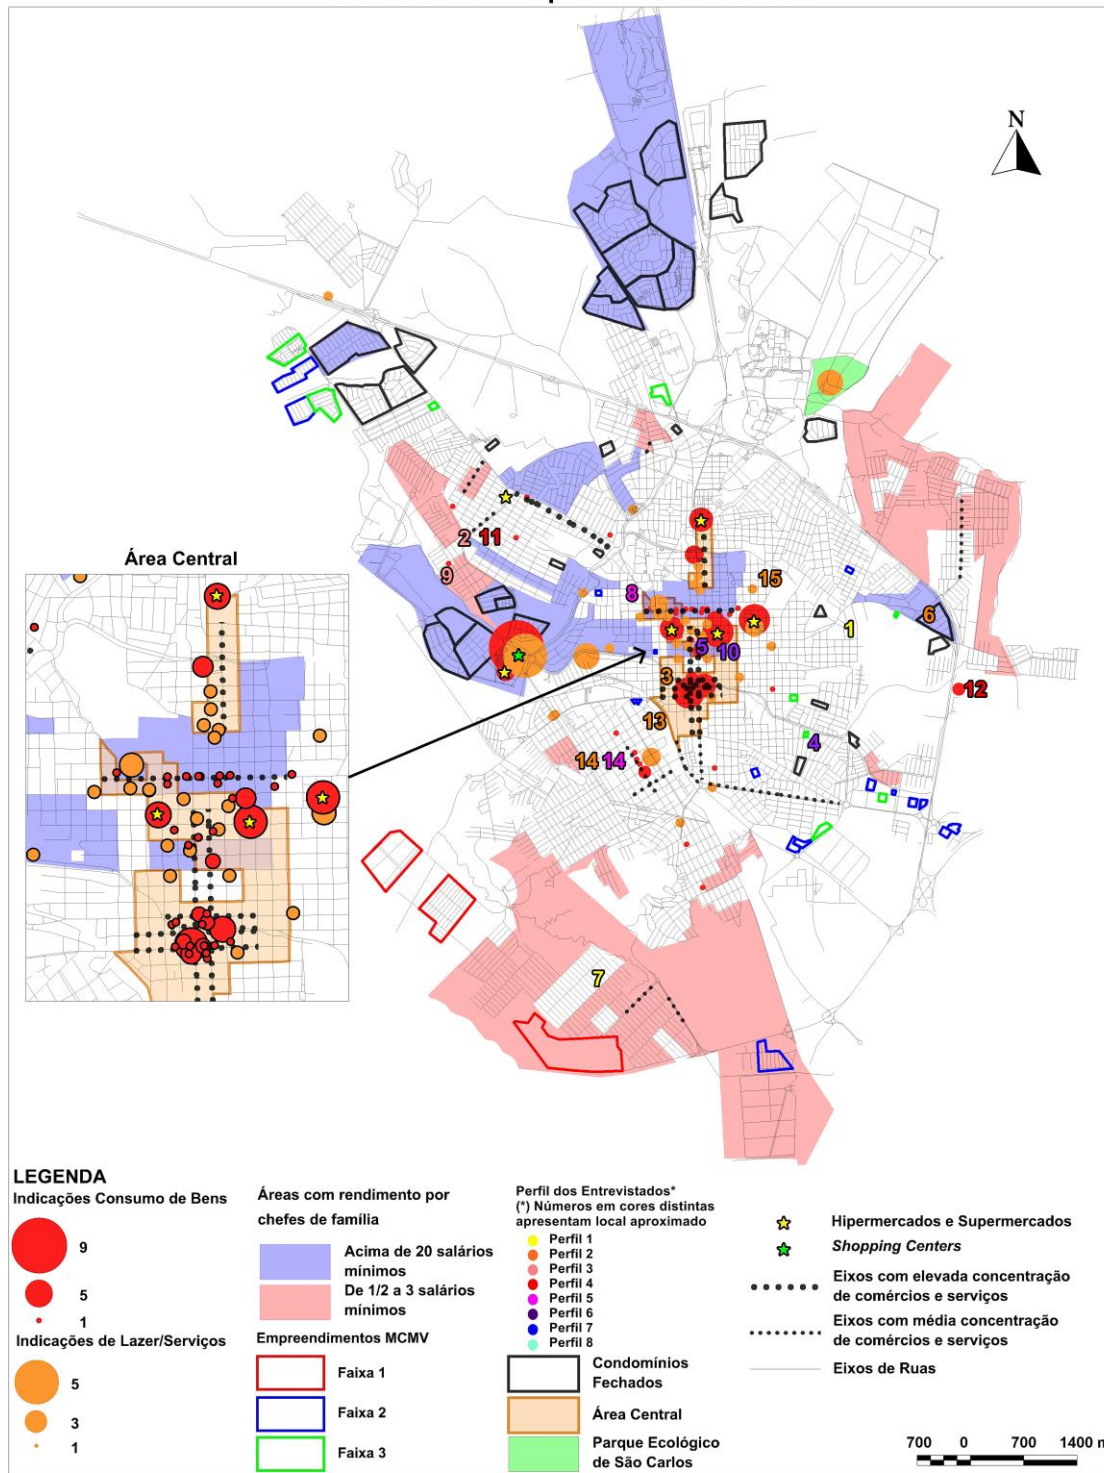 N
Área Central
2 11
9
8
15
1
6
5 10
3
12
13
4
14 14
7
LEGENDA
Indicações Consumo de Bens
9
5
1
Indicações de Lazer/Serviços
5
3
1
Áreas com rendimento por
chefes de família
Acima de 20 salários
mínimos
De 1/2 a 3 salários
mínimos
Empreendimentos MCMV
Faixa 1
Faixa 2
Faixa 3
Perfil dos Entrevistados*
(*) Números em cores distintas
apresentam local aproximado
Perfil 1
Perfil 2
Perfil 3
Perfil 4
Perfil 5
Perfil 6
Perfil 7
Perfil 8
Condomínios
Fechados
Área Central
Parque Ecológico
de São Carlos
Hipermercados e Supermercados
Shopping Centers
Eixos com elevada concentração
de comércios e serviços
Eixos com média concentração
de comércios e serviços
Eixos de Ruas
700 0 700 1400 m